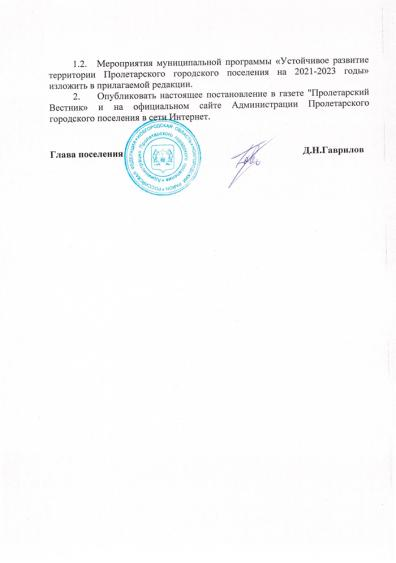 1.2. Мероприятия муниципальной программы «Устойчивое развитие
территории Пролетарского городского поселения на 2021-2023 годы»
изложить в прилагаемой редакции.
2. Опубликовать настоящее постановление в газете "Пролетарский
Вестник» и на официальном сайте Администрации Пролетарского
городского поселения в сети Интернет.
Глава поселения
Д.Н.Гаврилов